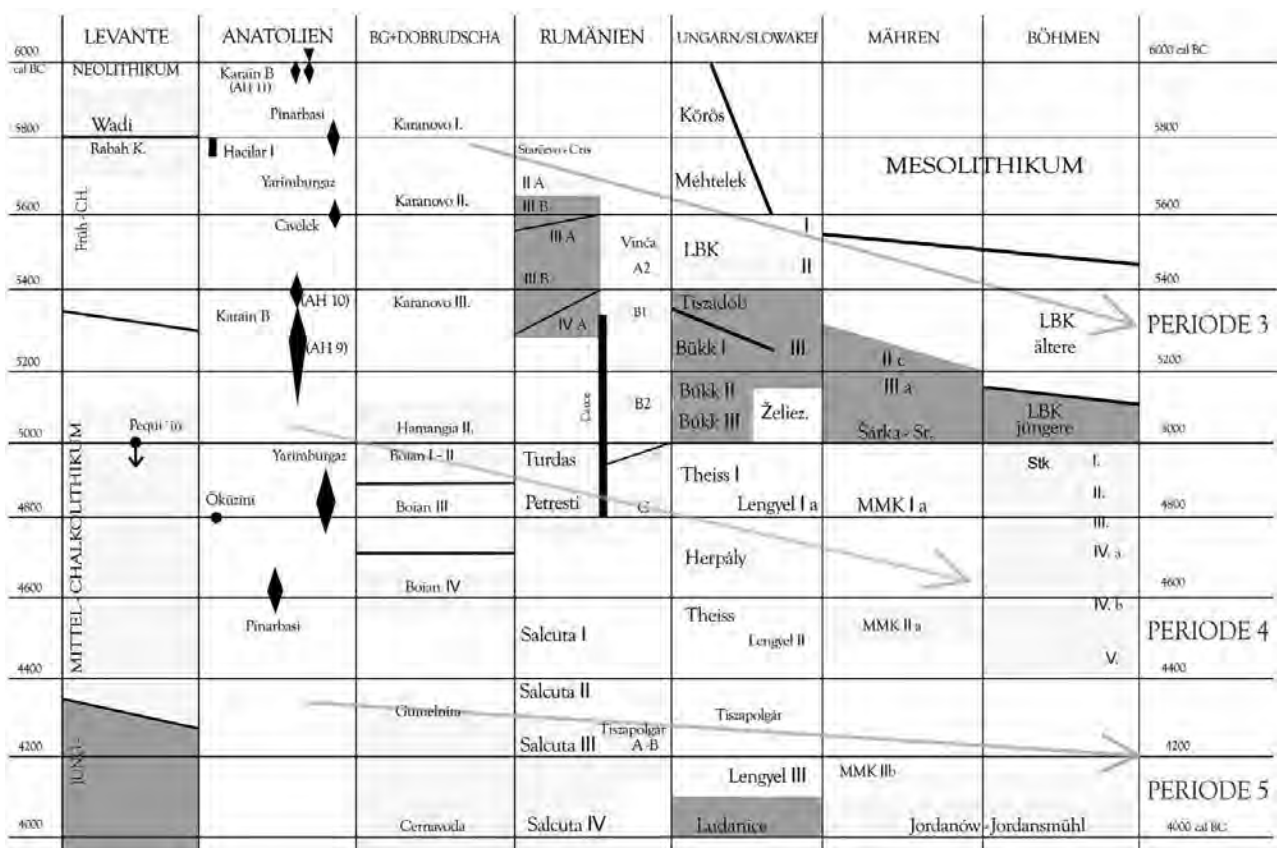 LEVANTE ANATOLIEN BG+DOBRUDSCHA RUMÄNIEN UNGARN/SLOWAKEI MÄHREN BÖHMEN
6000 6000 cal BC
cal BC NEOLITHIKUM Karain B
(AH 11)
Pinarbasi Körös
Wadi Karanovo I.
5800 5800
Rabah K. Hacilar I Starčevo-Cris MESOLITHIKUM
Yarimburgaz II A Méhtelek
Karanovo II. III B
5600 5600
Früh-CH. Civelek III A Vinča LBK I
A2 II
III B
5400 (AH 10) Karanovo III. Tiszadob 5400
Karain B B1 LBK PERIODE 3
(AH 9) IV A Bükk I III. ältere
5200 II c 5200
Bükk II III a
B2 Želiez. LBK
Bükk III jüngere
Pequi'in Hamangia II. Šárka-Sr.
5000 5000
Yarimburgaz Boian I-II Turdas Stk I.
Theiss I
Öküzini Boian III Petresti C Lengyel I a MMK I a II.
4800 III. 4800
Herpály IV. a
MITTEL-CHALKOLITHIKUM
Boian IV
4600 IV. b 4600
Pinarbasi Theiss MMK II a
Salcuta I Lengyel II PERIODE 4
V.
4400 4400
Salcuta II
Gumelnita Tiszapolgár Tiszapolgár
Salcuta III A-B
4200 4200
JUNG-
Lengyel III MMK IIb
PERIODE 5
4000 Cernavoda Salcuta IV Ludanice Jordanów-Jordansmühl 4000 cal BC